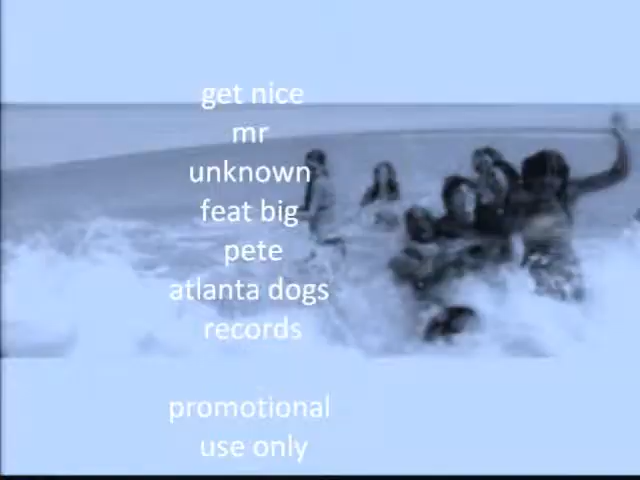 get nice
mr
unknown
feat big
pete
atlanta dogs
records
promotional
use only